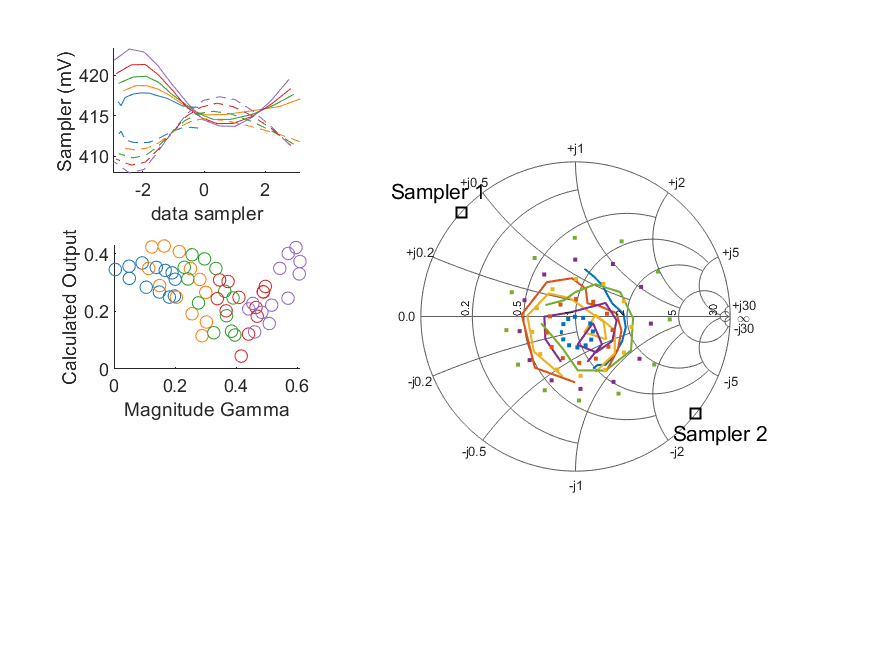 420
415
410
Sampler (mV)
-2
0
2
data sampler
0.4
0.2
0
Calculated Output
0
0.2
0.4
0.6
Magnitude Gamma
+j1
+j0.5
+j2
Sampler 1
+j0.2
+j5
0.0
0.2
0.5
2
5
30
+j30
∞
-j30
-j0.2
-j5
Sampler 2
-j0.5
-j2
-j1